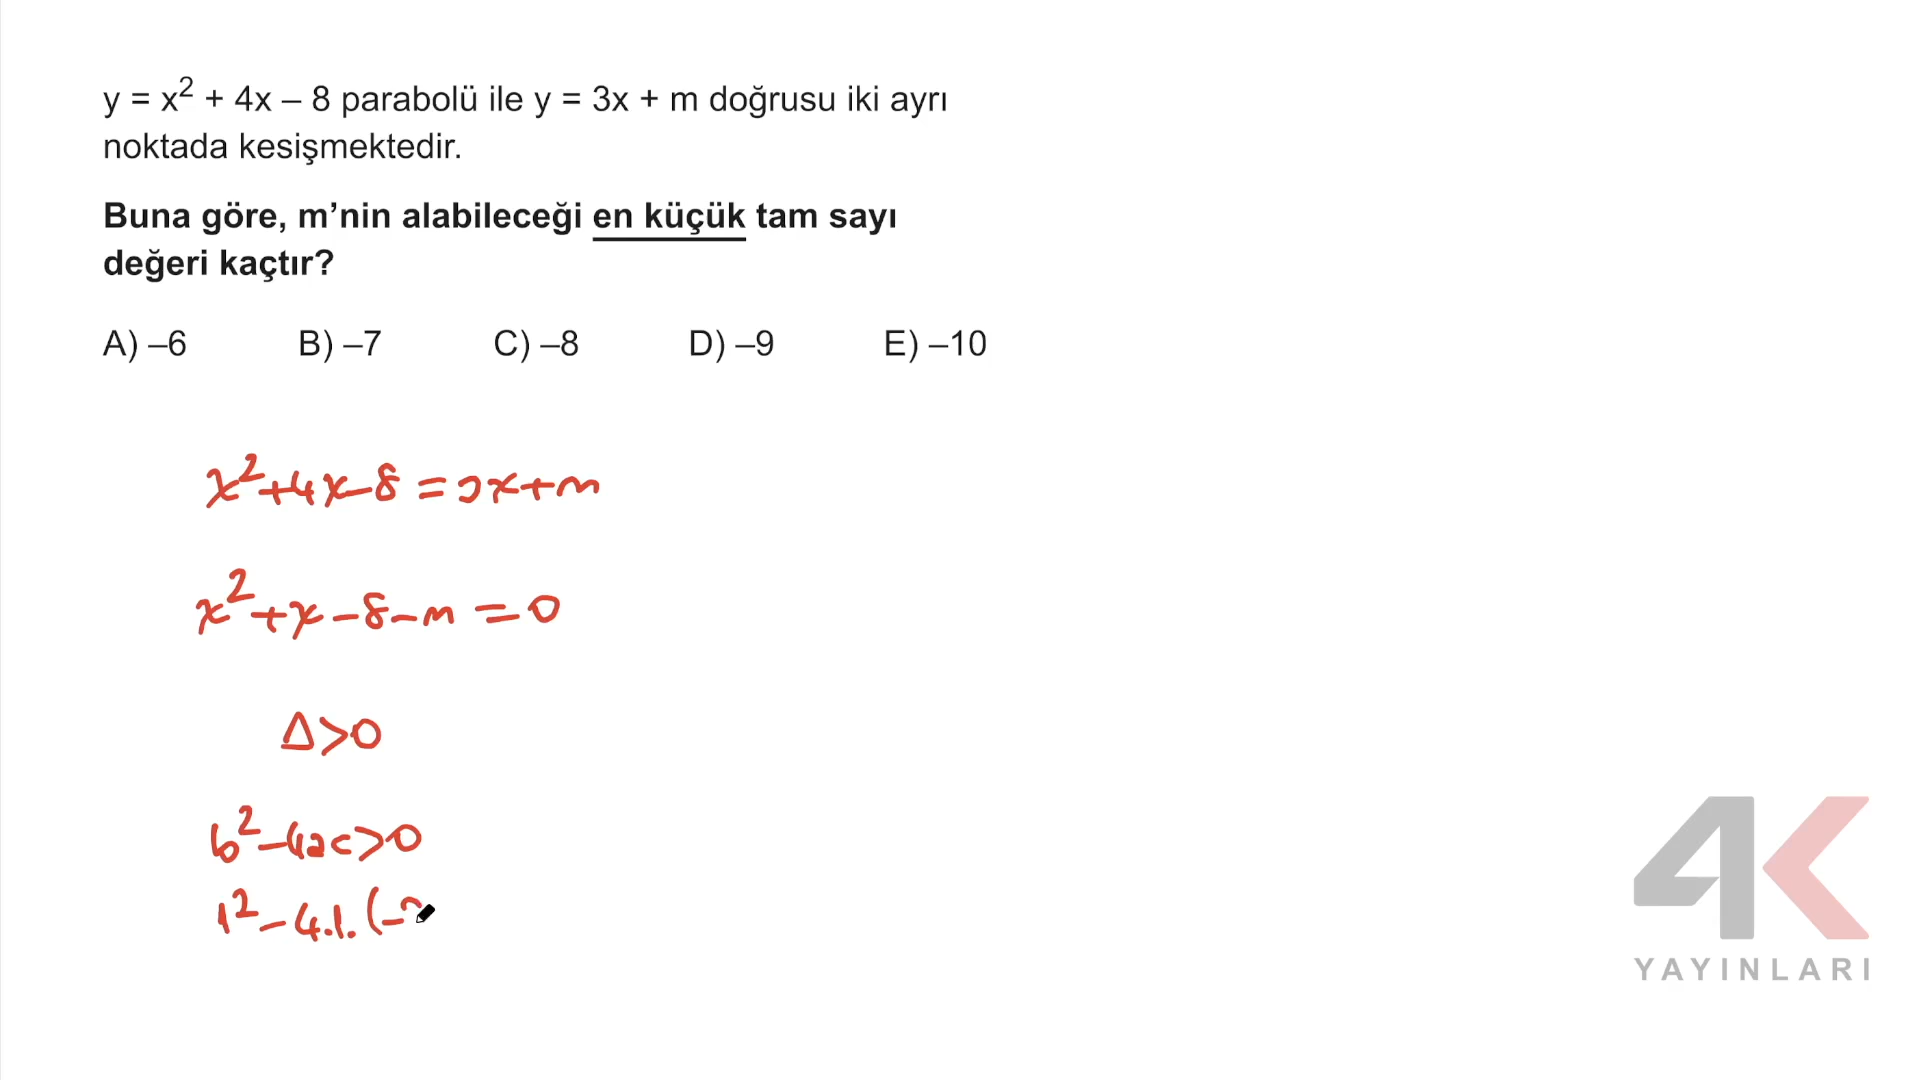 y = x² + 4x – 8 parabolü ile y = 3x + m doğrusu iki ayrı
noktada kesişmektedir.
Buna göre, m’nin alabileceği en küçük tam sayı
değeri kaçtır?
A) –6 B) –7 C) –8 D) –9 E) –10
x²+4x–8 = 3x+m
x²+x–8–m = 0
Δ>0
b²–4ac>0
1²–4.1.(–
4K
YAYINLARI